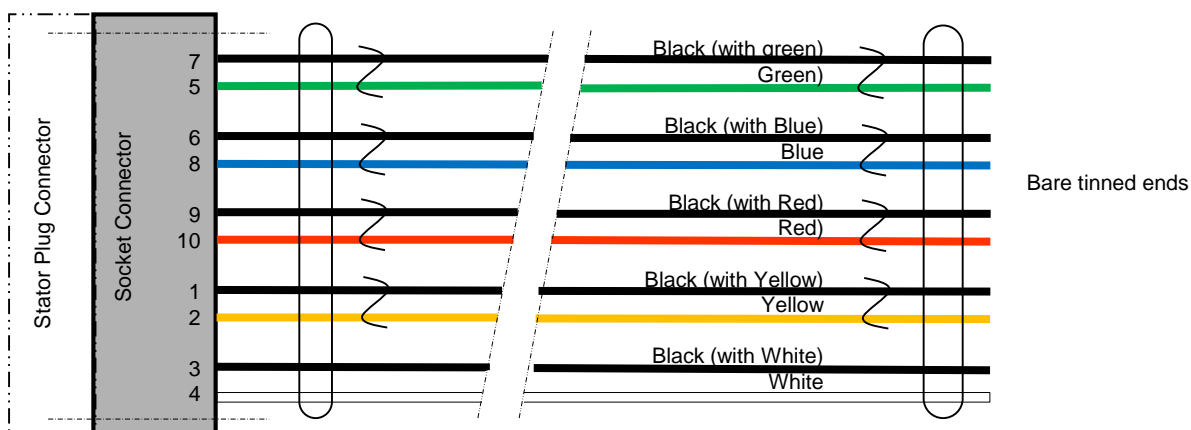 Stator Plug Connector
Socket Connector
7 Black (with green)
5 Green)
6 Black (with Blue)
8 Blue
9 Black (with Red)
10 Red)
1 Black (with Yellow)
2 Yellow
3 Black (with White)
4 White
Bare tinned ends